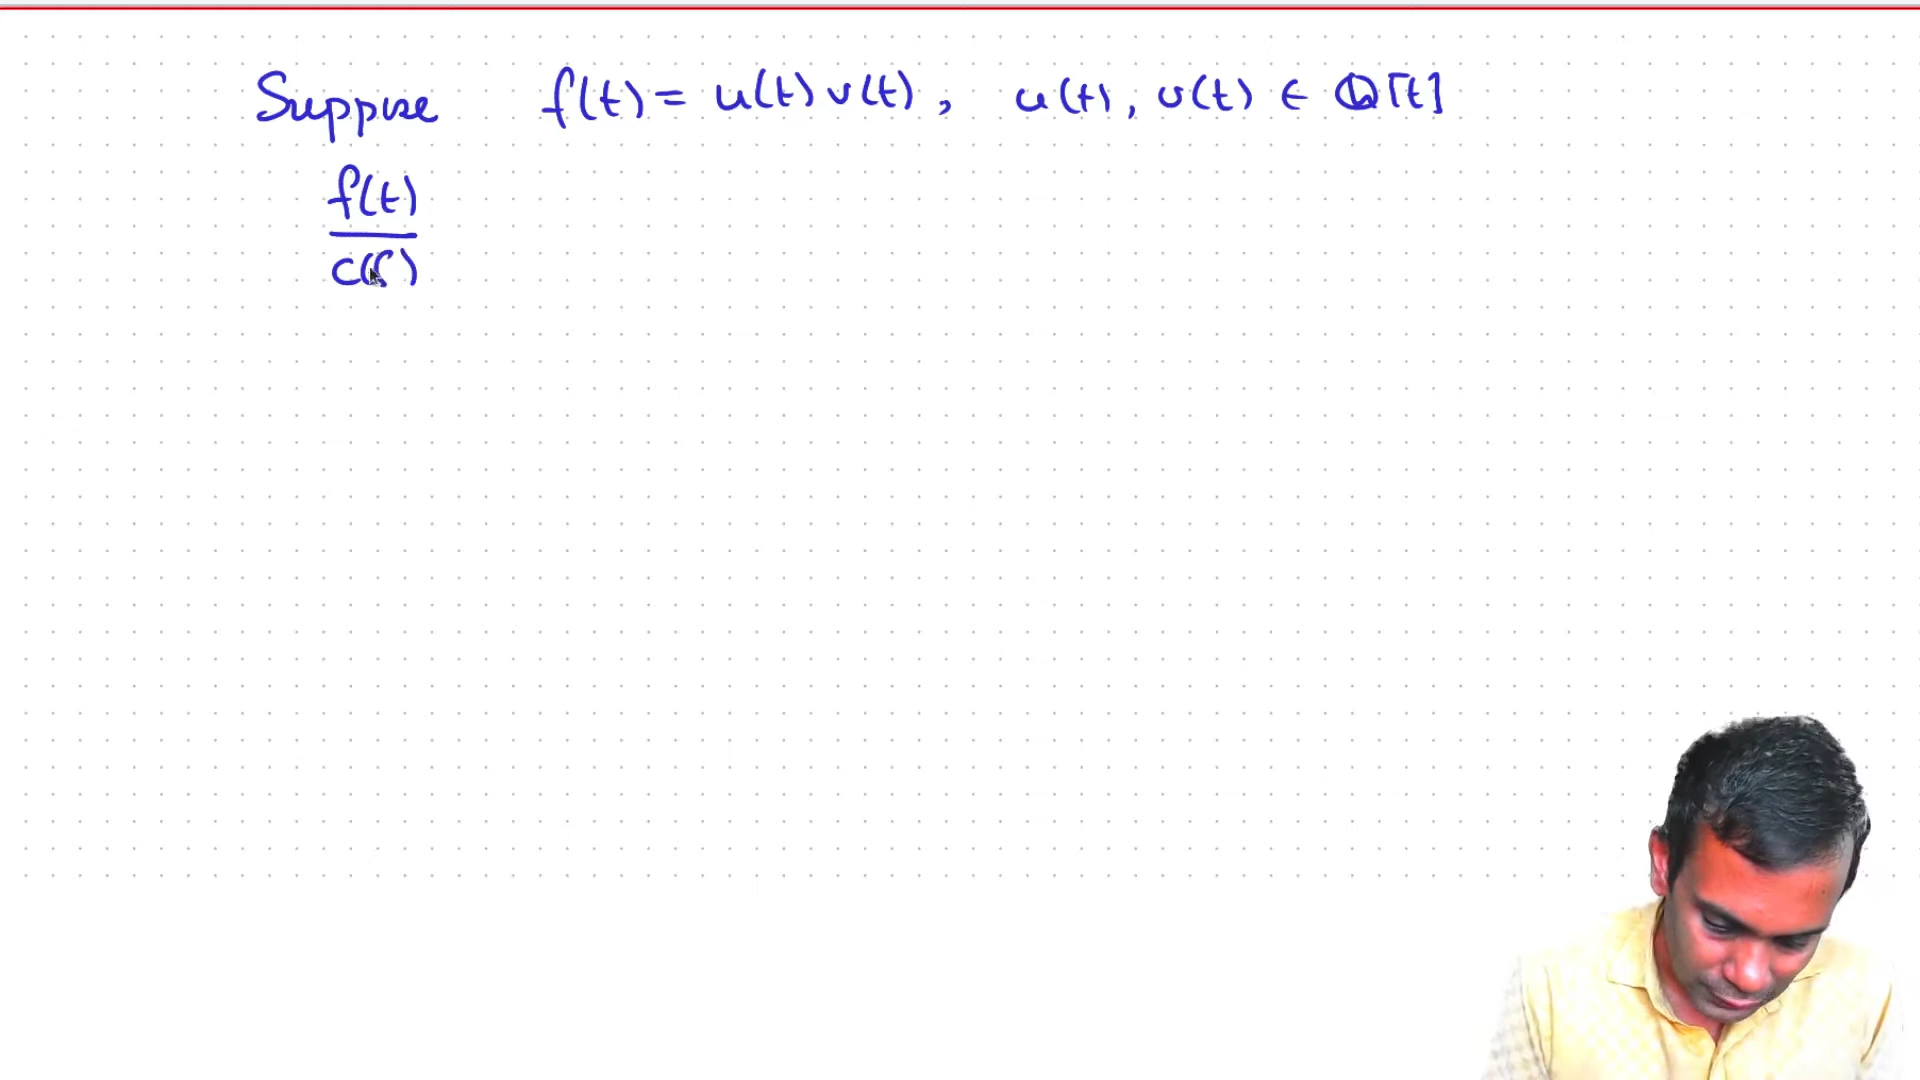 Suppose f(t) = u(t) v(t), u(t), v(t) ∈ ℚ[t]
f(t)
c(f)